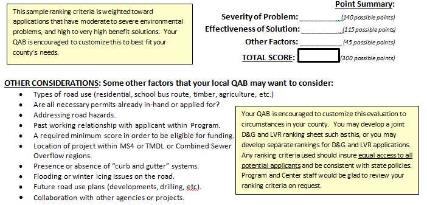 This sample ranking criteria is weighted toward
applications that have moderate to severe environmental
problems, and high to very high benefit solutions. Your
QAB is encouraged to customize this to best fit your
county's needs.
Point Summary:
Severity of Problem: (140 possible points)
Effectiveness of Solution: (115 possible points)
Other Factors: (45 possible points)
TOTAL SCORE: (300 possible points)
OTHER CONSIDERATIONS: Some other factors that your local QAB may want to consider:
• Types of road use (residential, school bus route, timber, agriculture, etc.)
• Are all necessary permits already in-hand or applied for?
• Addressing road hazards.
• Past working relationship with applicant within Program.
• A required minimum score in order to be eligible for funding.
• Location of project within MS4 or TMDL or Combined Sewer
Overflow regions.
• Presence or absence of "curb and gutter" systems.
• Flooding or winter icing issues on the road.
• Future road use plans (developments, drilling, etc).
• Collaboration with other agencies or projects.
Your QAB is encouraged to customize this evaluation to
circumstances in your county. You may develop a joint
D&G and LVR ranking sheet such as this, or you may
develop separate rankings for D&G and LVR applications.
Any ranking criteria used should insure equal access to all
potential applicants and be consistent with state policies.
Program and Center staff would be glad to review your
ranking criteria on request.